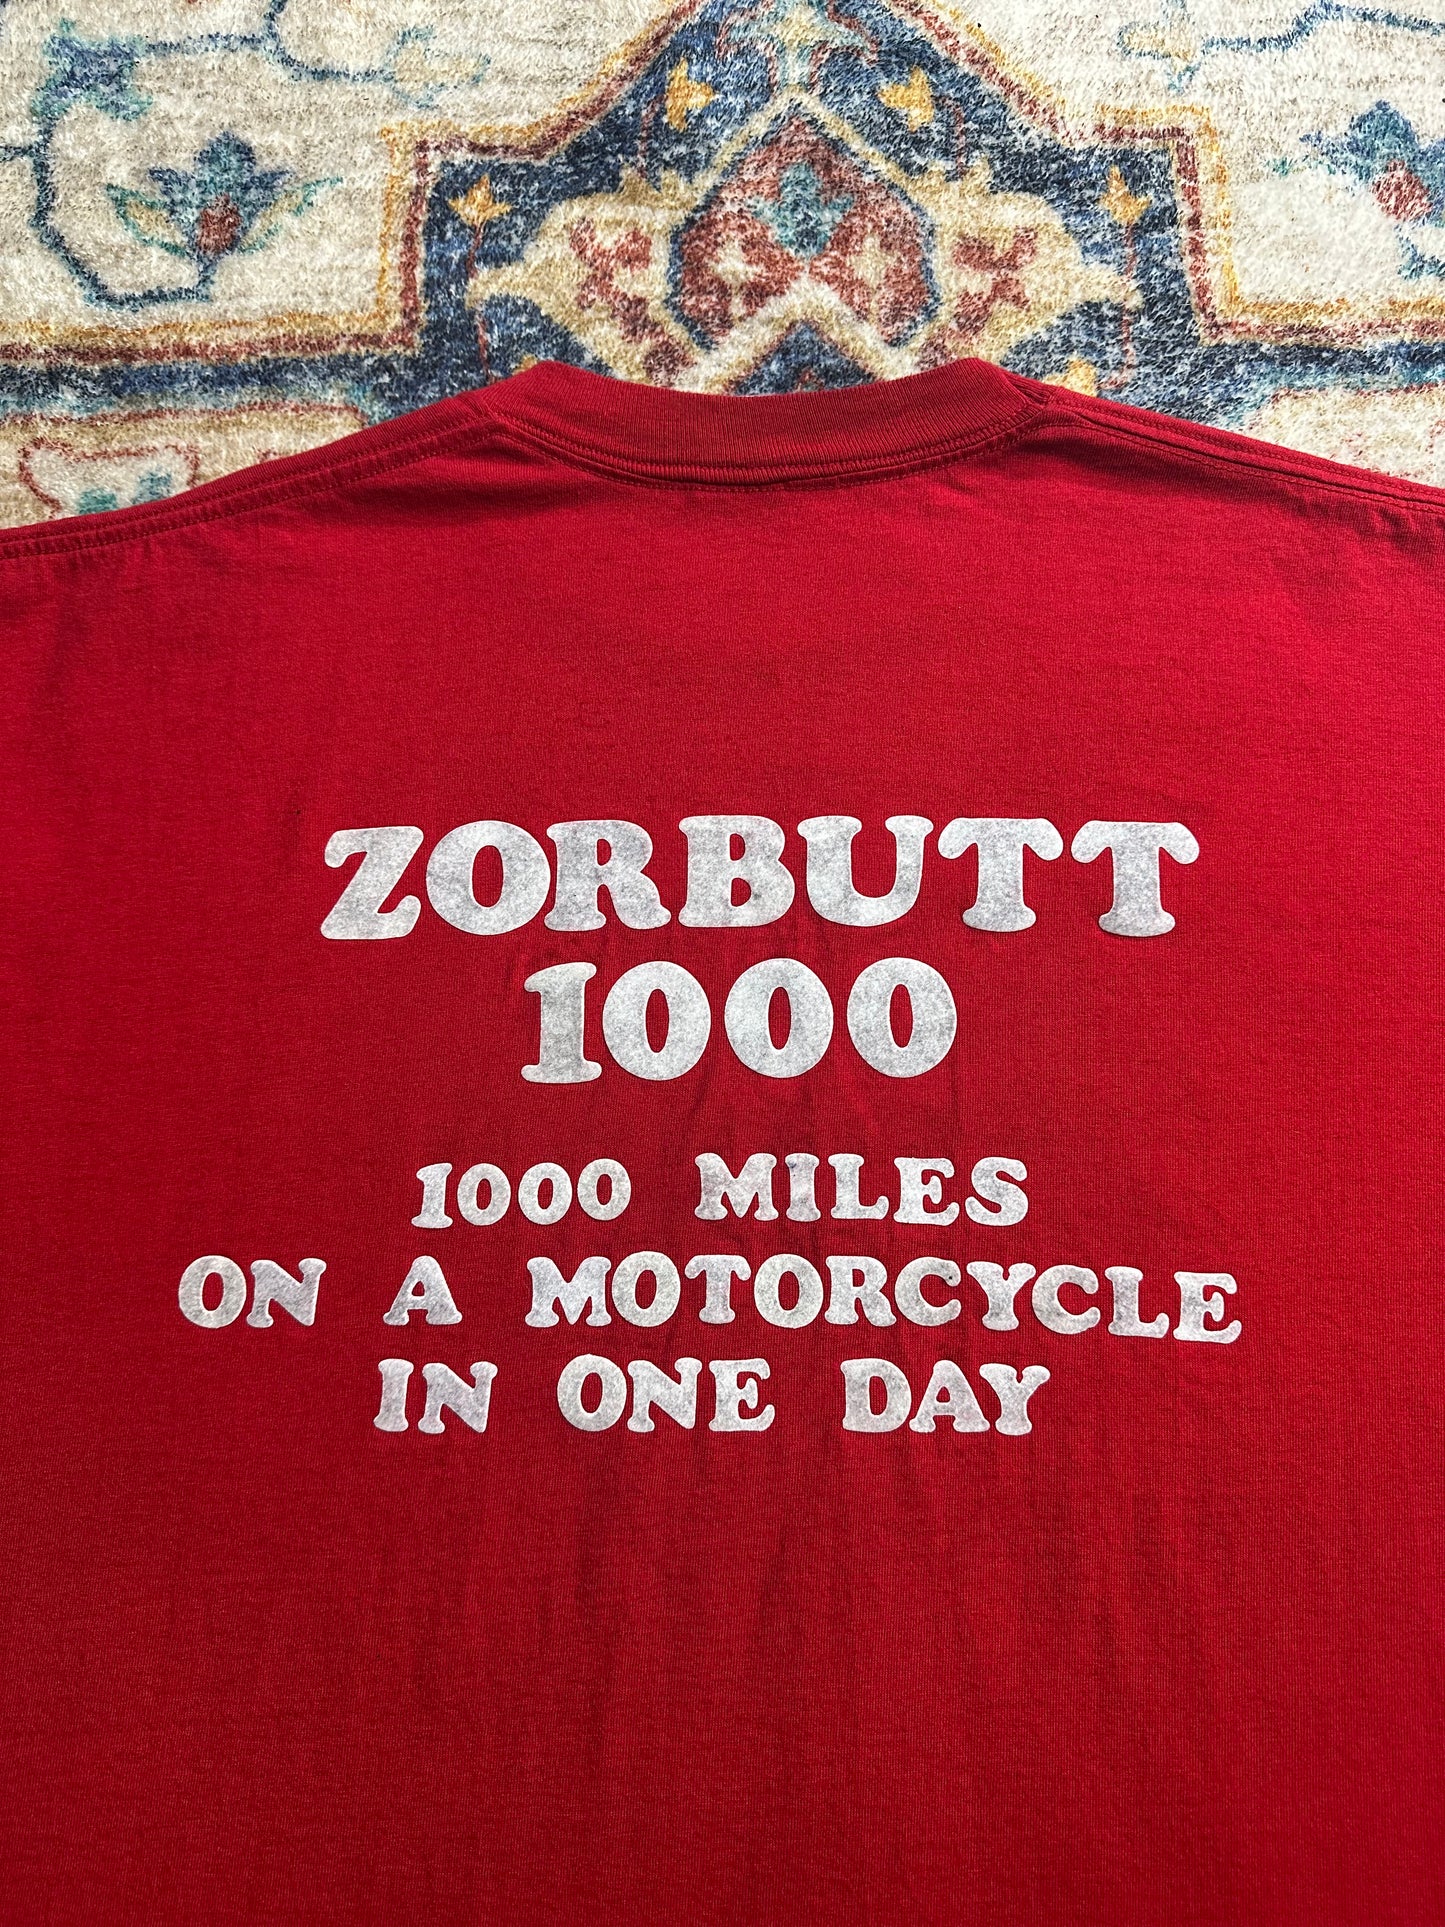 ZORBUTT
1000
1000 MILES
ON A MOTORCYCLE
IN ONE DAY